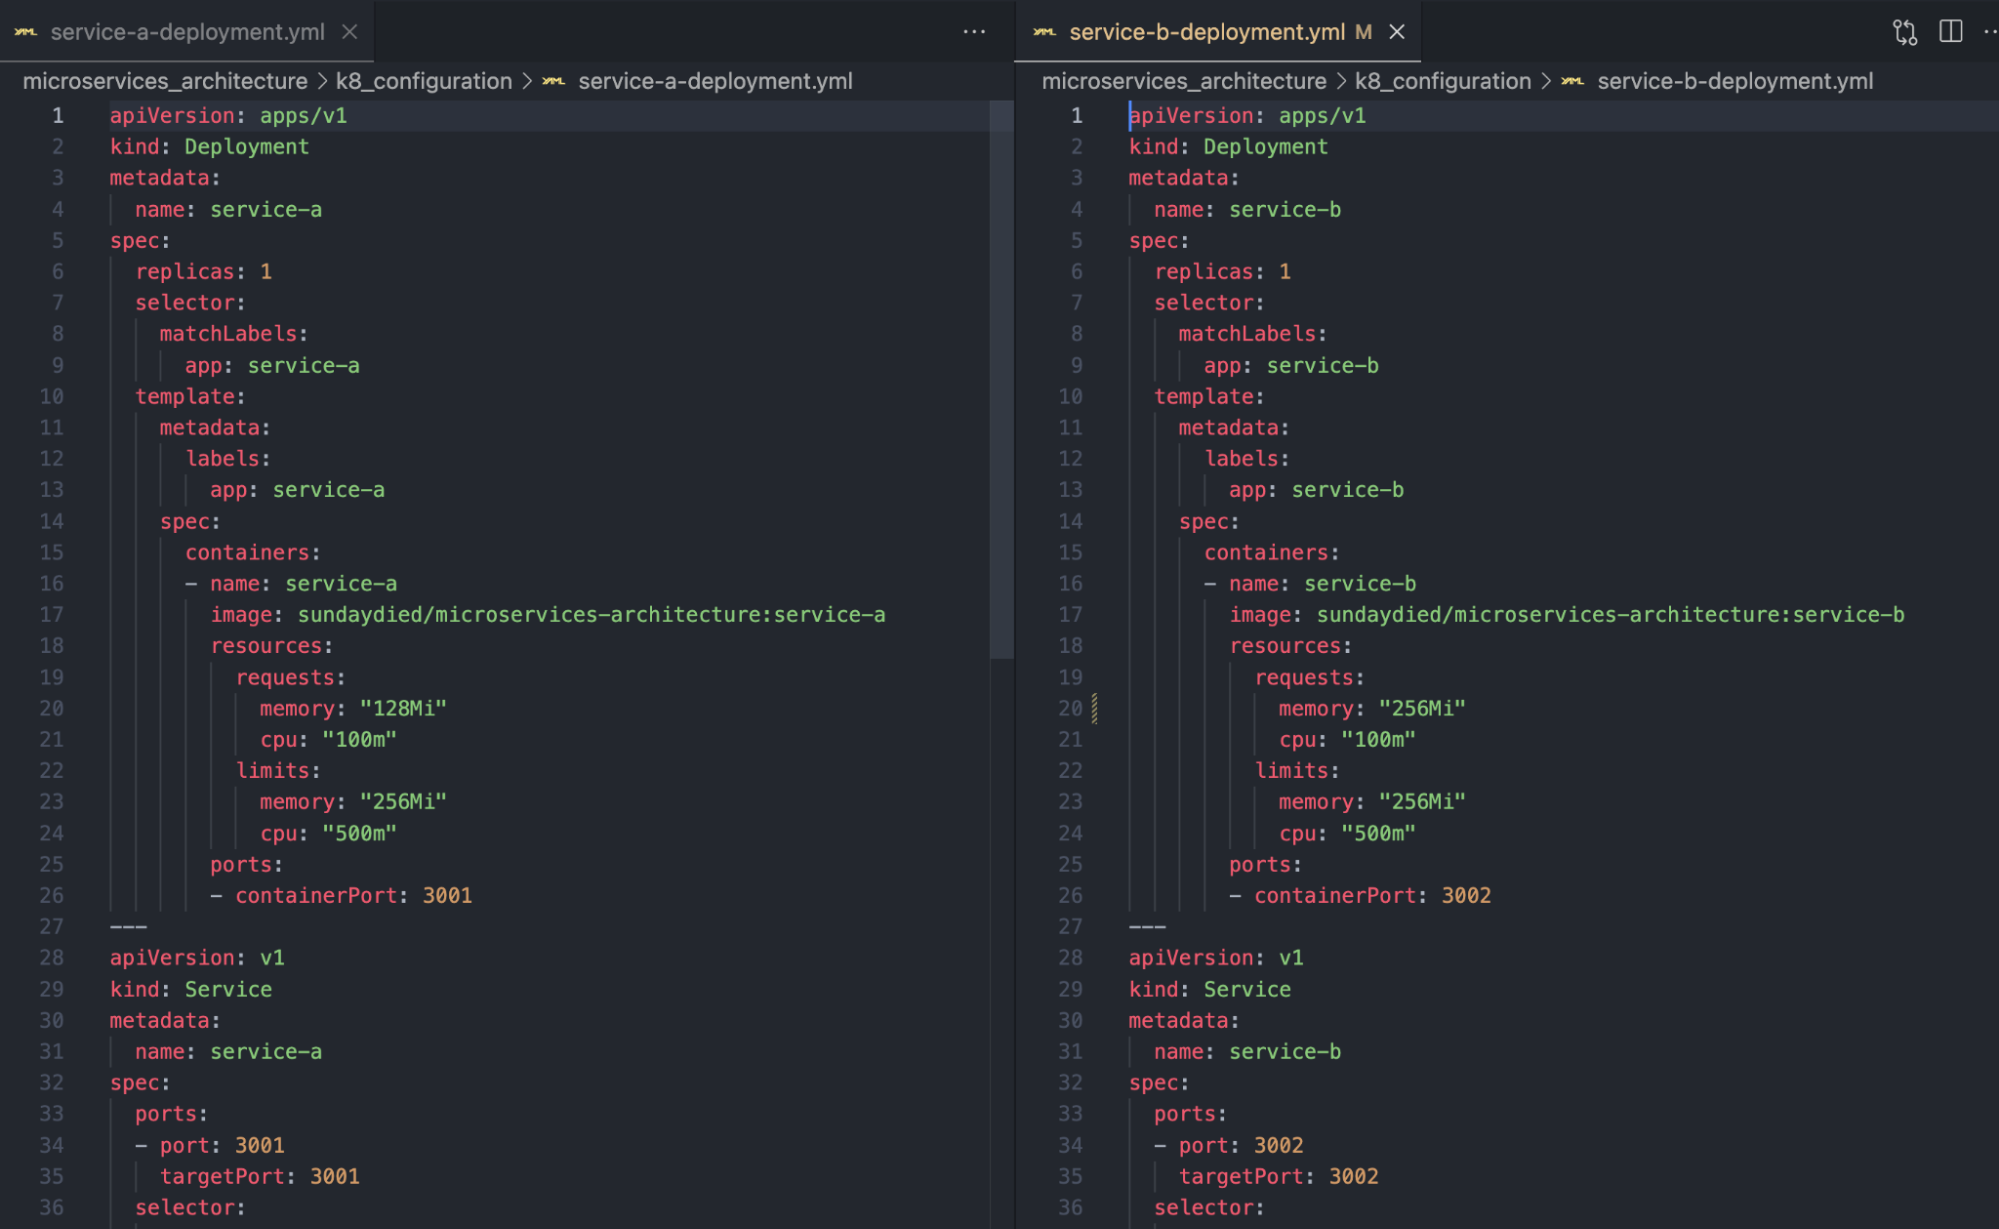 service-a-deployment.yml
microservices_architecture > k8_configuration > service-a-deployment.yml
1 apiVersion: apps/v1
2 kind: Deployment
3 metadata:
4   name: service-a
5 spec:
6   replicas: 1
7   selector:
8     matchLabels:
9       app: service-a
10   template:
11     metadata:
12       labels:
13         app: service-a
14     spec:
15       containers:
16       - name: service-a
17         image: sundaydied/microservices-architecture:service-a
18         resources:
19           requests:
20             memory: "128Mi"
21             cpu: "100m"
22           limits:
23             memory: "256Mi"
24             cpu: "500m"
25         ports:
26         - containerPort: 3001
27 ---
28 apiVersion: v1
29 kind: Service
30 metadata:
31   name: service-a
32 spec:
33   ports:
34   - port: 3001
35     targetPort: 3001
36   selector:
service-b-deployment.yml M
microservices_architecture > k8_configuration > service-b-deployment.yml
1 apiVersion: apps/v1
2 kind: Deployment
3 metadata:
4   name: service-b
5 spec:
6   replicas: 1
7   selector:
8     matchLabels:
9       app: service-b
10   template:
11     metadata:
12       labels:
13         app: service-b
14     spec:
15       containers:
16       - name: service-b
17         image: sundaydied/microservices-architecture:service-b
18         resources:
19           requests:
20             memory: "256Mi"
21             cpu: "100m"
22           limits:
23             memory: "256Mi"
24             cpu: "500m"
25         ports:
26         - containerPort: 3002
27 ---
28 apiVersion: v1
29 kind: Service
30 metadata:
31   name: service-b
32 spec:
33   ports:
34   - port: 3002
35     targetPort: 3002
36   selector: